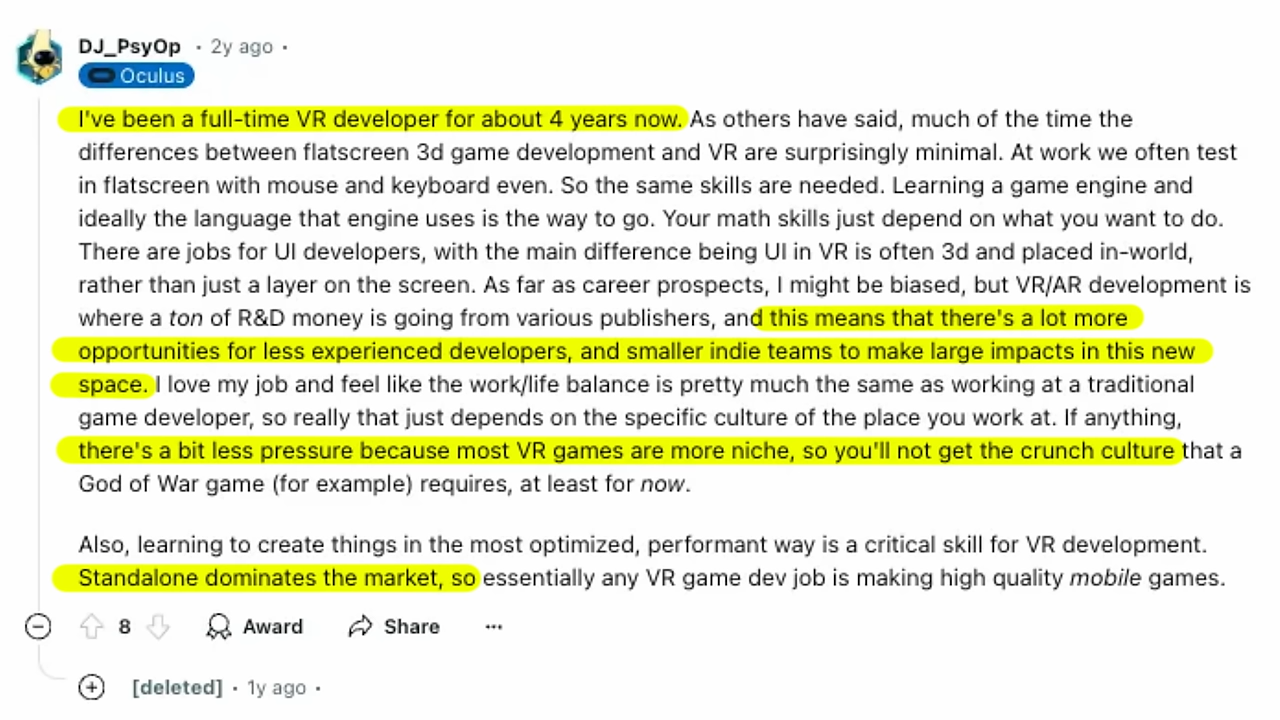 DJ_PsyOp · 2y ago ·
Oculus
I've been a full-time VR developer for about 4 years now. As others have said, much of the time the
differences between flatscreen 3d game development and VR are surprisingly minimal. At work we often test
in flatscreen with mouse and keyboard even. So the same skills are needed. Learning a game engine and
ideally the language that engine uses is the way to go. Your math skills just depend on what you want to do.
There are jobs for UI developers, with the main difference being UI in VR is often 3d and placed in-world,
rather than just a layer on the screen. As far as career prospects, I might be biased, but VR/AR development is
where a ton of R&D money is going from various publishers, and this means that there's a lot more
opportunities for less experienced developers, and smaller indie teams to make large impacts in this new
space. I love my job and feel like the work/life balance is pretty much the same as working at a traditional
game developer, so really that just depends on the specific culture of the place you work at. If anything,
there's a bit less pressure because most VR games are more niche, so you'll not get the crunch culture that a
God of War game (for example) requires, at least for now.
Also, learning to create things in the most optimized, performant way is a critical skill for VR development.
Standalone dominates the market, so essentially any VR game dev job is making high quality mobile games.
8 Award Share ...
[deleted] · 1y ago ·